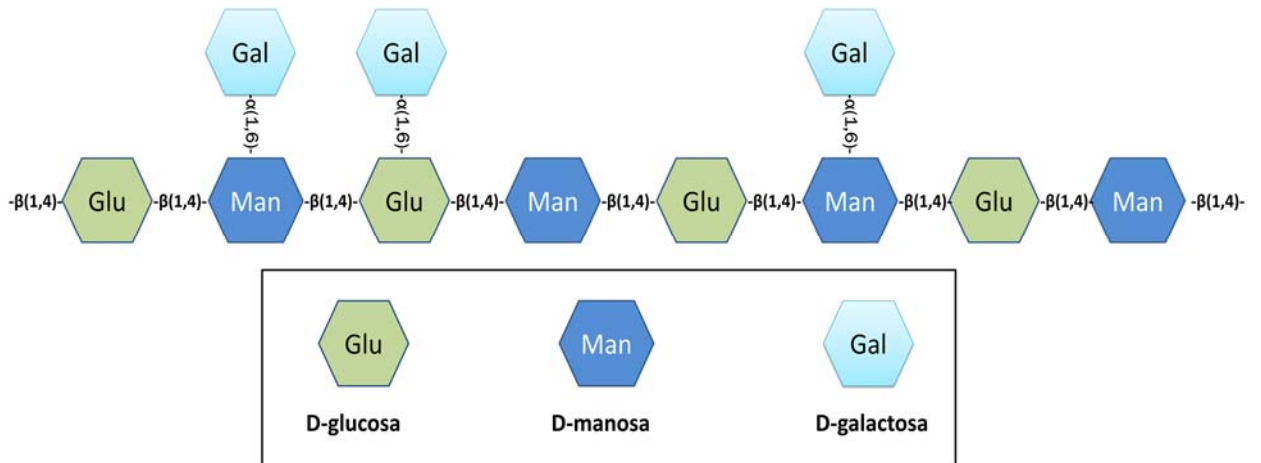 Gal Gal Gal
-α(1,6)- -α(1,6)- -α(1,6)-
-β(1,4)- Glu -β(1,4)- Man -β(1,4)- Glu -β(1,4)- Man -β(1,4)- Glu -β(1,4)- Man -β(1,4)- Glu -β(1,4)- Man -β(1,4)-
Glu Man Gal
D-glucosa D-manosa D-galactosa